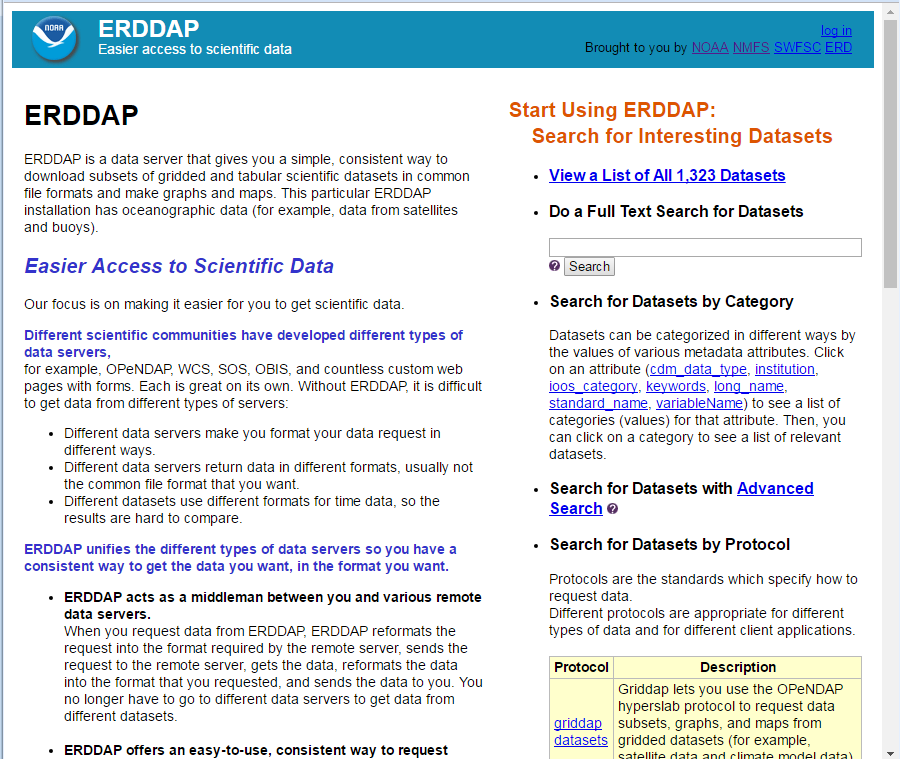 NOAA
ERDDAP
Easier access to scientific data
log in
Brought to you by NOAA NMFS SWFSC ERD
ERDDAP
ERDDAP is a data server that gives you a simple, consistent way to
download subsets of gridded and tabular scientific datasets in common
file formats and make graphs and maps. This particular ERDDAP
installation has oceanographic data (for example, data from satellites
and buoys).
Easier Access to Scientific Data
Our focus is on making it easier for you to get scientific data.
Different scientific communities have developed different types of
data servers,
for example, OPeNDAP, WCS, SOS, OBIS, and countless custom web
pages with forms. Each is great on its own. Without ERDDAP, it is difficult
to get data from different types of servers:
• Different data servers make you format your data request in
different ways.
• Different data servers return data in different formats, usually not
the common file format that you want.
• Different datasets use different formats for time data, so the
results are hard to compare.
ERDDAP unifies the different types of data servers so you have a
consistent way to get the data you want, in the format you want.
• ERDDAP acts as a middleman between you and various remote
data servers.
When you request data from ERDDAP, ERDDAP reformats the
request into the format required by the remote server, sends the
request to the remote server, gets the data, reformats the data
into the format that you requested, and sends the data to you. You
no longer have to go to different data servers to get data from
different datasets.
• ERDDAP offers an easy-to-use, consistent way to request
Start Using ERDDAP:
Search for Interesting Datasets
• View a List of All 1,323 Datasets
• Do a Full Text Search for Datasets
? Search
• Search for Datasets by Category
Datasets can be categorized in different ways by
the values of various metadata attributes. Click
on an attribute (cdm_data_type, institution,
ioos_category, keywords, long_name,
standard_name, variableName) to see a list of
categories (values) for that attribute. Then, you
can click on a category to see a list of relevant
datasets.
• Search for Datasets with Advanced
Search ?
• Search for Datasets by Protocol
Protocols are the standards which specify how to
request data.
Different protocols are appropriate for different
types of data and for different client applications.
Protocol Description
griddap
datasets
Griddap lets you use the OPeNDAP
hyperslab protocol to request data
subsets, graphs, and maps from
gridded datasets (for example,
satellite data and climate model data)